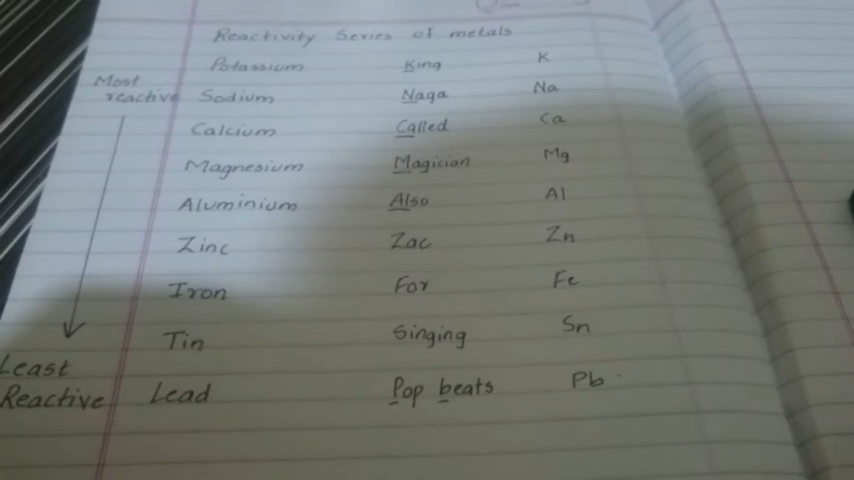 Reactivity Series of metals
Potassium King K
Most reactive
Sodium Naga Na
Calcium Called Ca
Magnesium Magician Mg
Aluminium Also Al
Zinc Zac Zn
Iron For Fe
Tin Singing Sn
Least Reactive
Lead Pop beats Pb